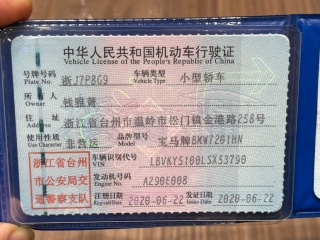 中华人民共和国机动车行驶证
Vehicle License of the People's Republic of China
号牌号码 浙J7P8G9 车辆类型 小型轿车
Plate No. Vehicle Type
所有人
Owner
住址 浙江省台州市温岭市松门镇金港路258号
Address
使用性质 非营运 品牌型号 宝马牌BMW7201HN
Use Character Model
浙江省台州 车辆识别代号 LBVKY5100LSX53790
VIN
市公安局交 发动机号码 A290E008
Engine No.
通警察支队 注册日期 2020-06-22 发证日期 2020-06-22
Register Date Issue Date